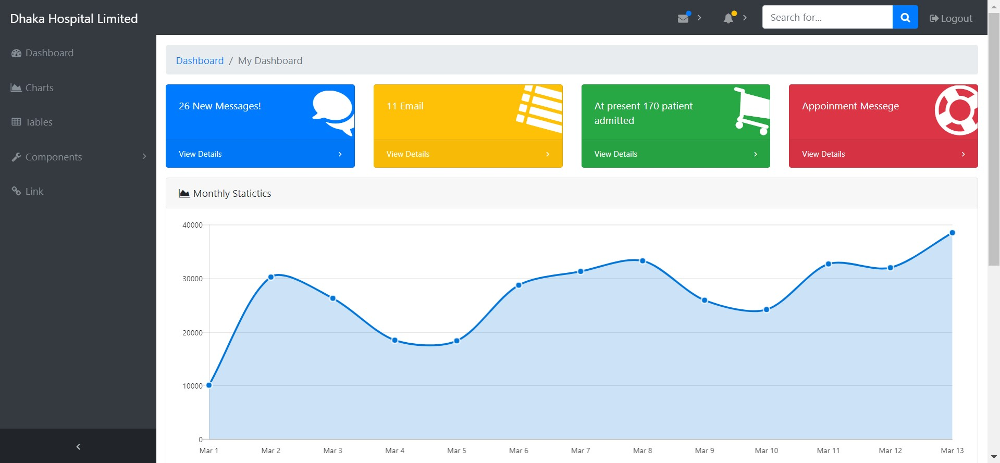 Dhaka Hospital Limited
Search for...
Logout
Dashboard
Charts
Tables
Components
Link
Dashboard / My Dashboard
26 New Messages!
View Details
11 Email
View Details
At present 170 patient
admitted
View Details
Appoinment Messege
View Details
Monthly Statictics
40000
30000
20000
10000
0
Mar 1 Mar 2 Mar 3 Mar 4 Mar 5 Mar 6 Mar 7 Mar 8 Mar 9 Mar 10 Mar 11 Mar 12 Mar 13